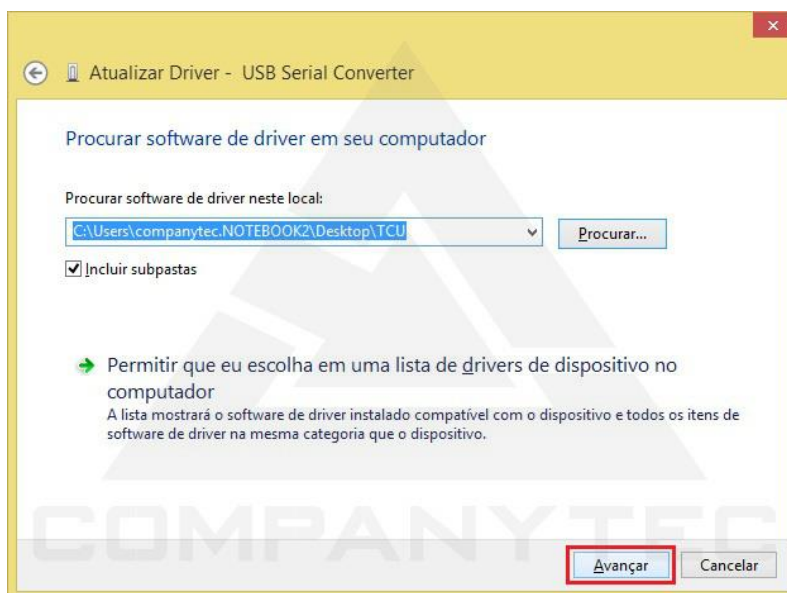 Atualizar Driver - USB Serial Converter
Procurar software de driver em seu computador
Procurar software de driver neste local:
C:\Users\companytec.NOTEBOOK2\Desktop\TCU
Procurar...
Incluir subpastas
Permitir que eu escolha em uma lista de drivers de dispositivo no
computador
A lista mostrará o software de driver instalado compatível com o dispositivo e todos os itens de
software de driver na mesma categoria que o dispositivo.
COMPANYTEC
Avançar Cancelar